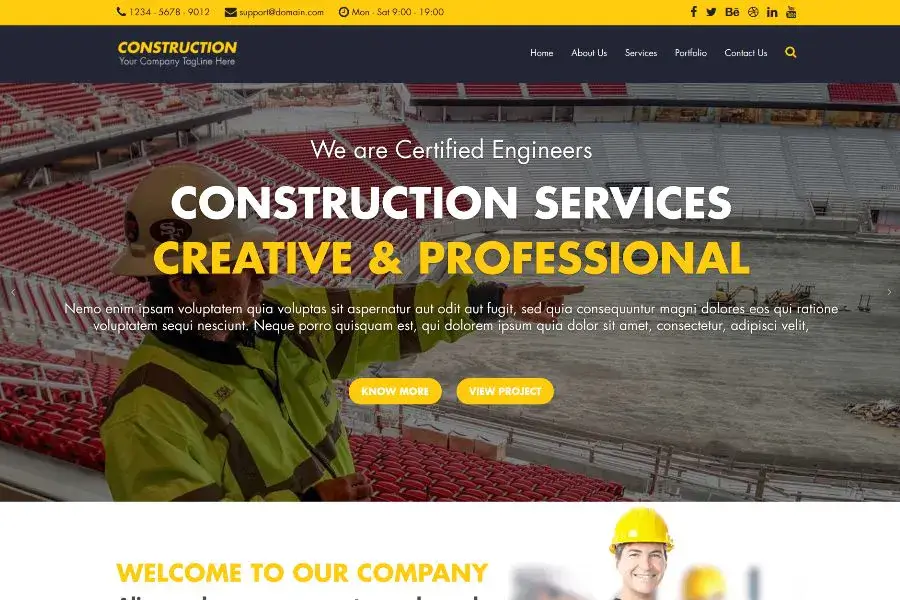 1234 - 5678 - 9012 support@domain.com Mon - Sat 9:00 - 19:00
CONSTRUCTION
Your Company TagLine Here
Home About Us Services Portfolio Contact Us
We are Certified Engineers
CONSTRUCTION SERVICES
CREATIVE & PROFESSIONAL
Nemo enim ipsam voluptatem quia voluptas sit aspernatur aut odit aut fugit, sed quia consequuntur magni dolores eos qui ratione
voluptatem sequi nesciunt. Neque porro quisquam est, qui dolorem ipsum quia dolor sit amet, consectetur, adipisci velit,
KNOW MORE VIEW PROJECT
WELCOME TO OUR COMPANY